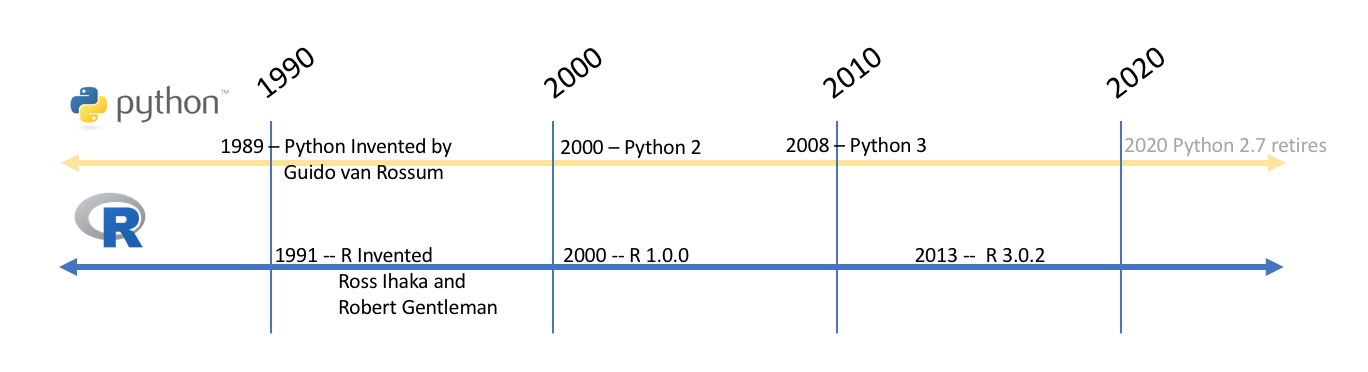 1990
2000
2010
2020
python™
1989 – Python Invented by
Guido van Rossum
2000 – Python 2
2008 – Python 3
2020 Python 2.7 retires
R
1991 -- R Invented
Ross Ihaka and
Robert Gentleman
2000 -- R 1.0.0
2013 --  R 3.0.2